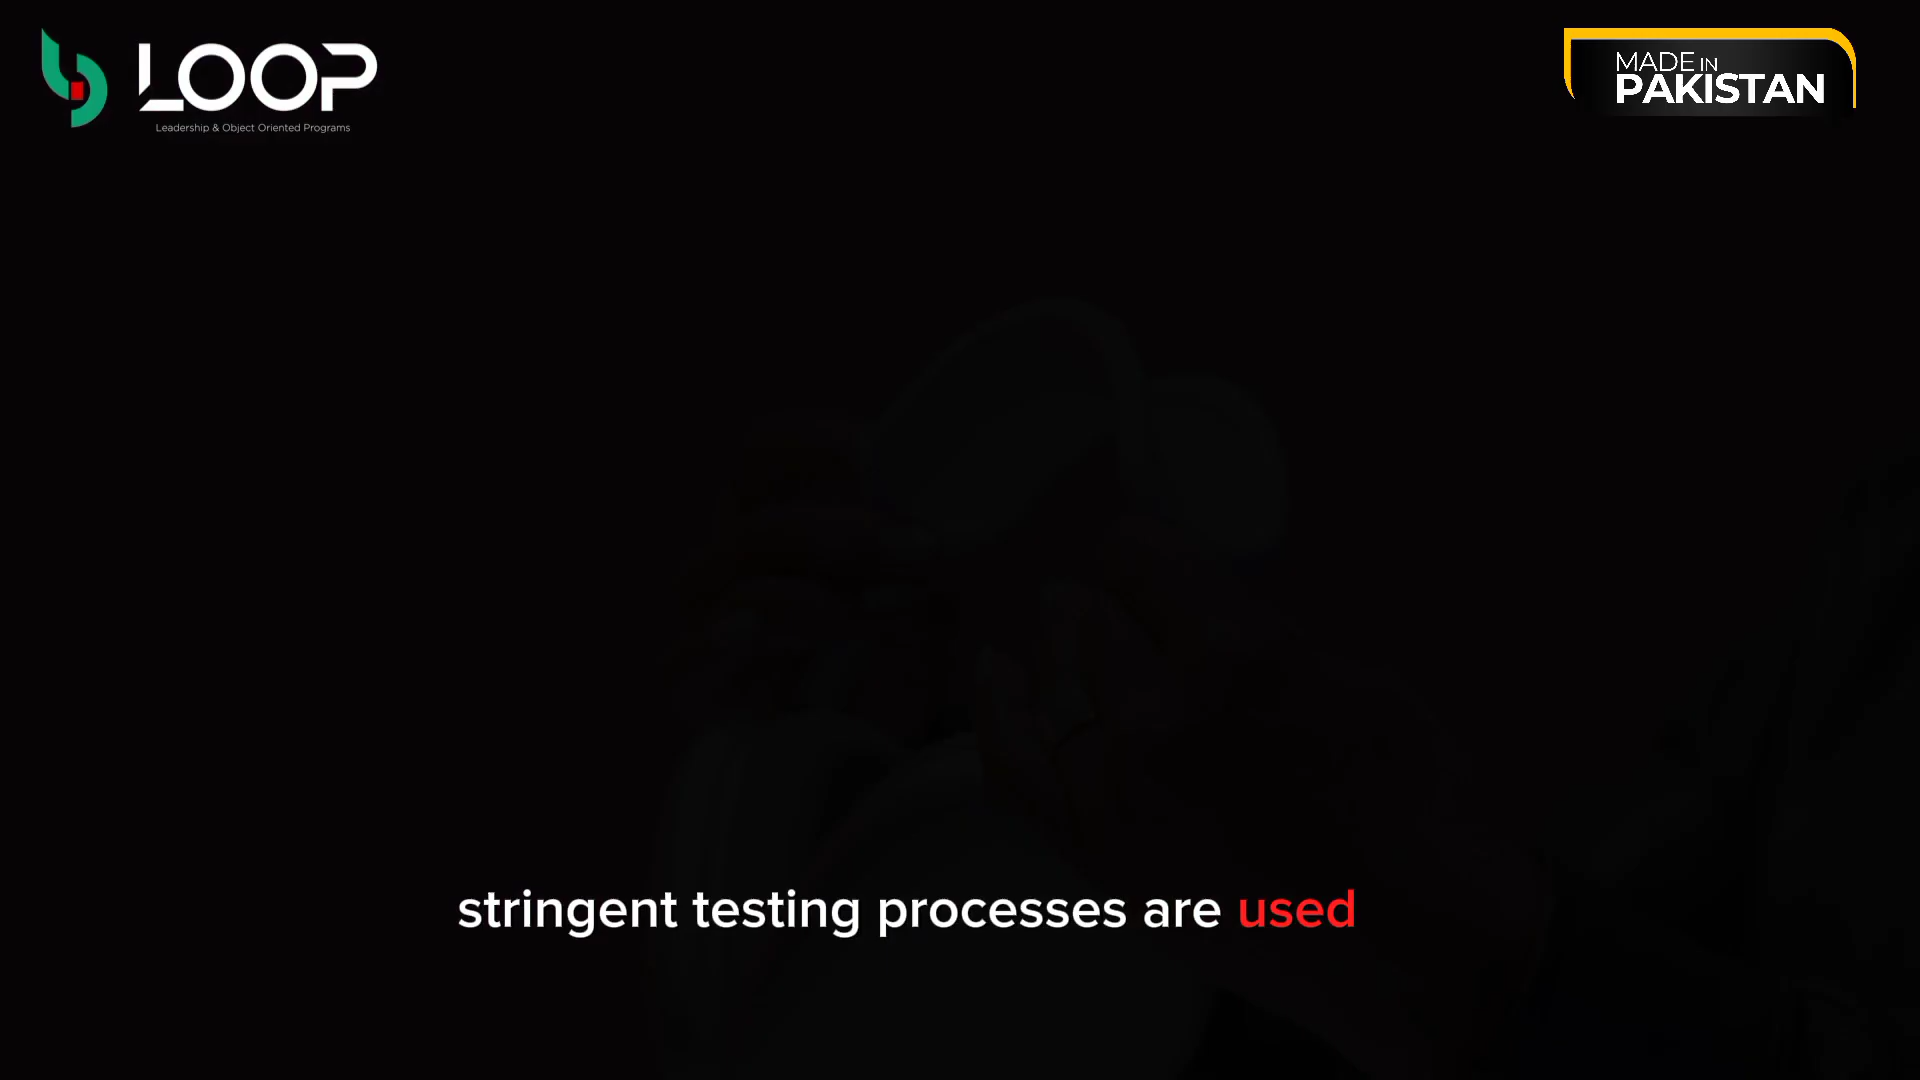 LOOP
Leadership & Object Oriented Programs
MADE IN
PAKISTAN
stringent testing processes are used